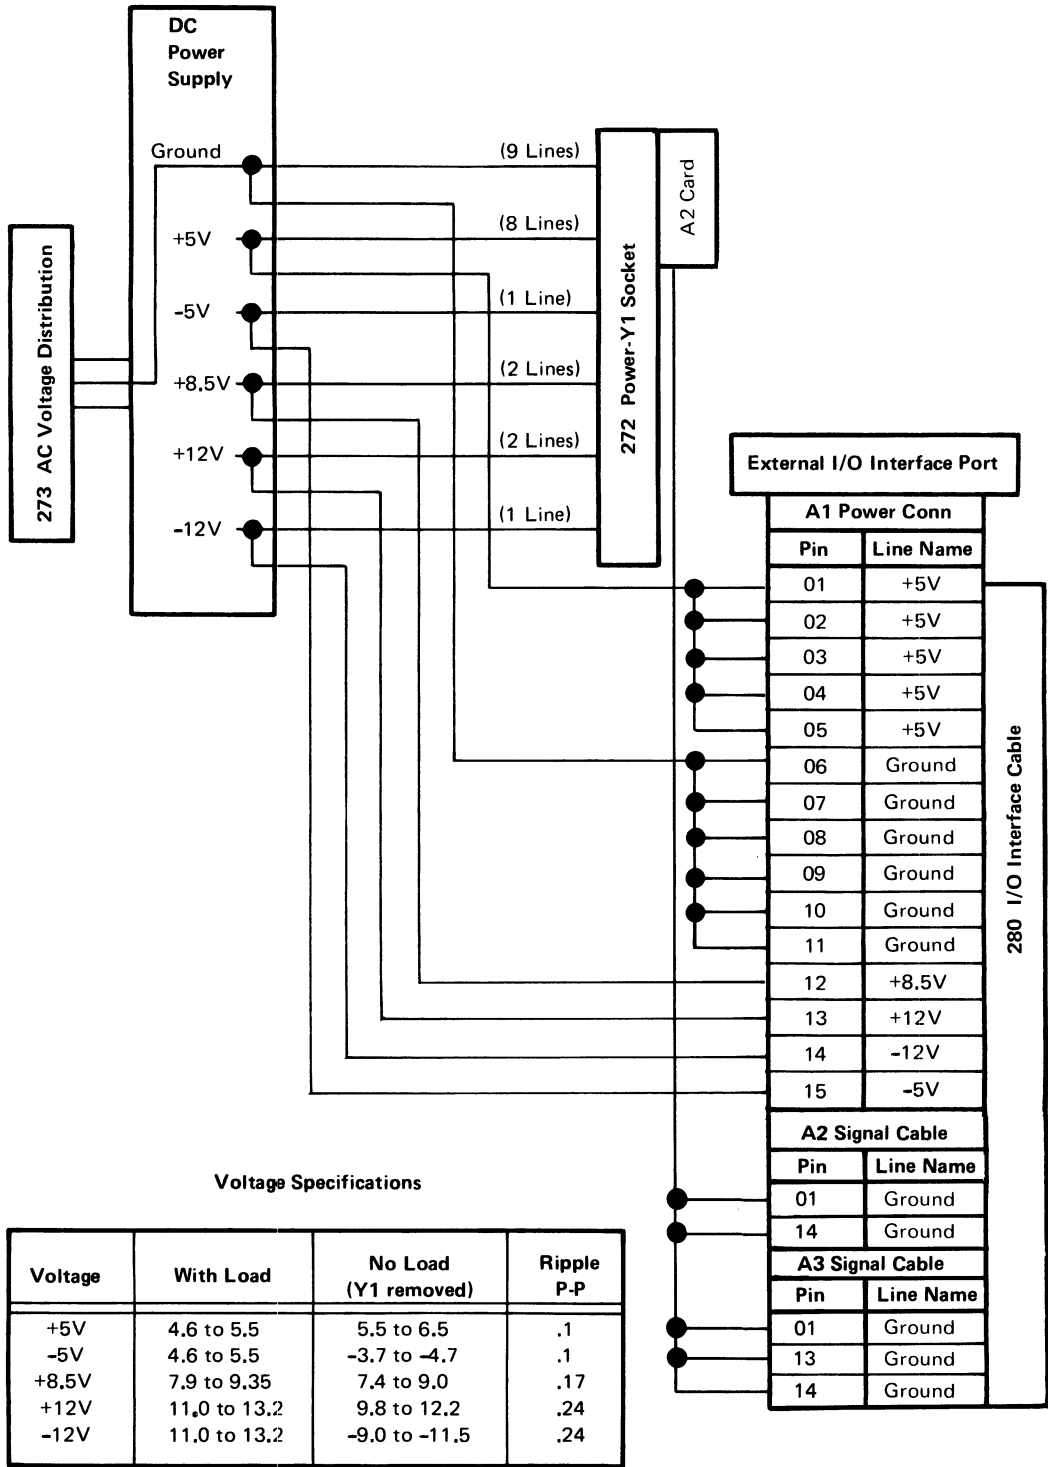 DC
Power
Supply
Ground
+5V
-5V
+8.5V
+12V
-12V
273 AC Voltage Distribution
(9 Lines)
(8 Lines)
(1 Line)
(2 Lines)
(2 Lines)
(1 Line)
272 Power-Y1 Socket
A2 Card
External I/O Interface Port
A1 Power Conn
Pin Line Name
01 +5V
02 +5V
03 +5V
04 +5V
05 +5V
06 Ground
07 Ground
08 Ground
09 Ground
10 Ground
11 Ground
12 +8.5V
13 +12V
14 -12V
15 -5V
A2 Signal Cable
Pin Line Name
01 Ground
14 Ground
A3 Signal Cable
Pin Line Name
01 Ground
13 Ground
14 Ground
280 I/O Interface Cable
Voltage Specifications
Voltage With Load No Load (Y1 removed) Ripple P-P
+5V 4.6 to 5.5 5.5 to 6.5 .1
-5V 4.6 to 5.5 -3.7 to -4.7 .1
+8.5V 7.9 to 9.35 7.4 to 9.0 .17
+12V 11.0 to 13.2 9.8 to 12.2 .24
-12V 11.0 to 13.2 -9.0 to -11.5 .24